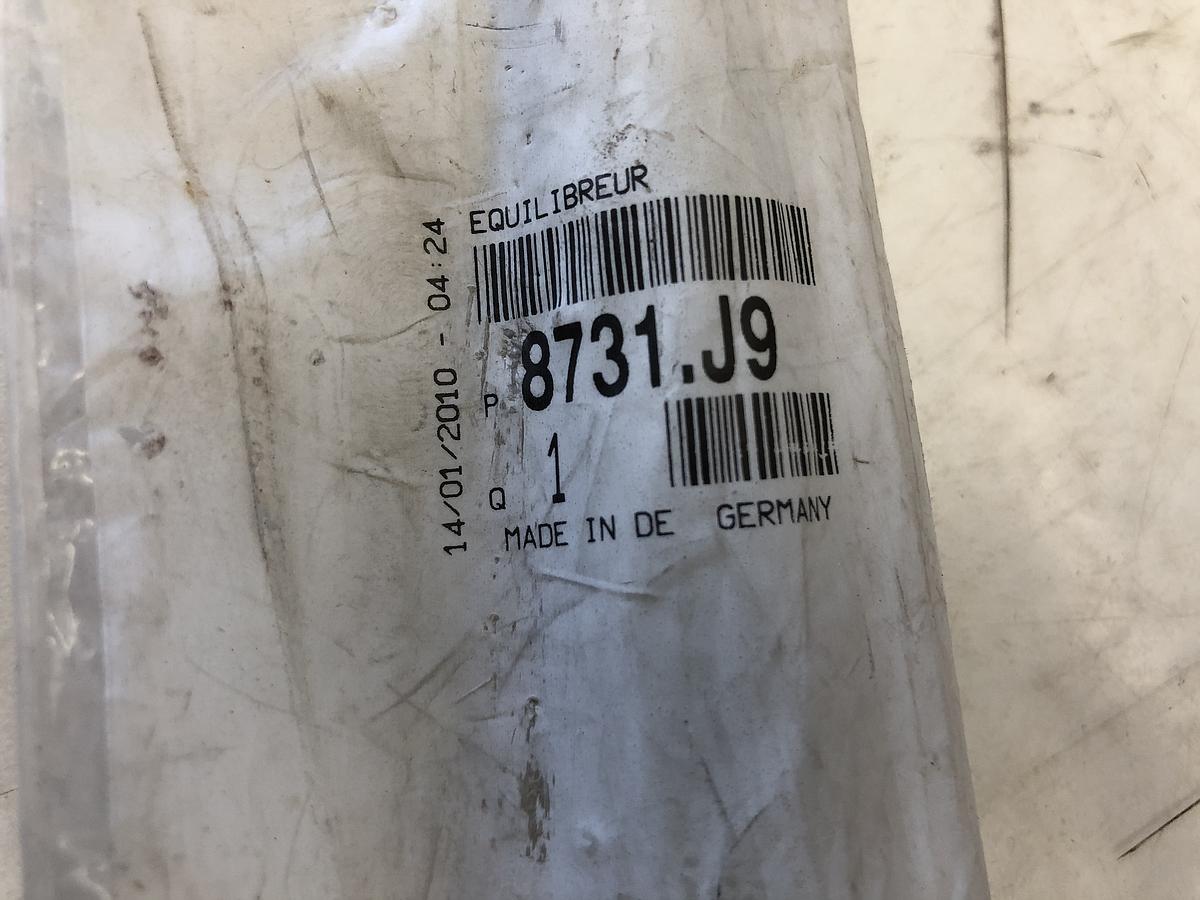 EQUILIBREUR
P 8731.J9
Q 1
MADE IN DE GERMANY
14/01/2010 - 04:24